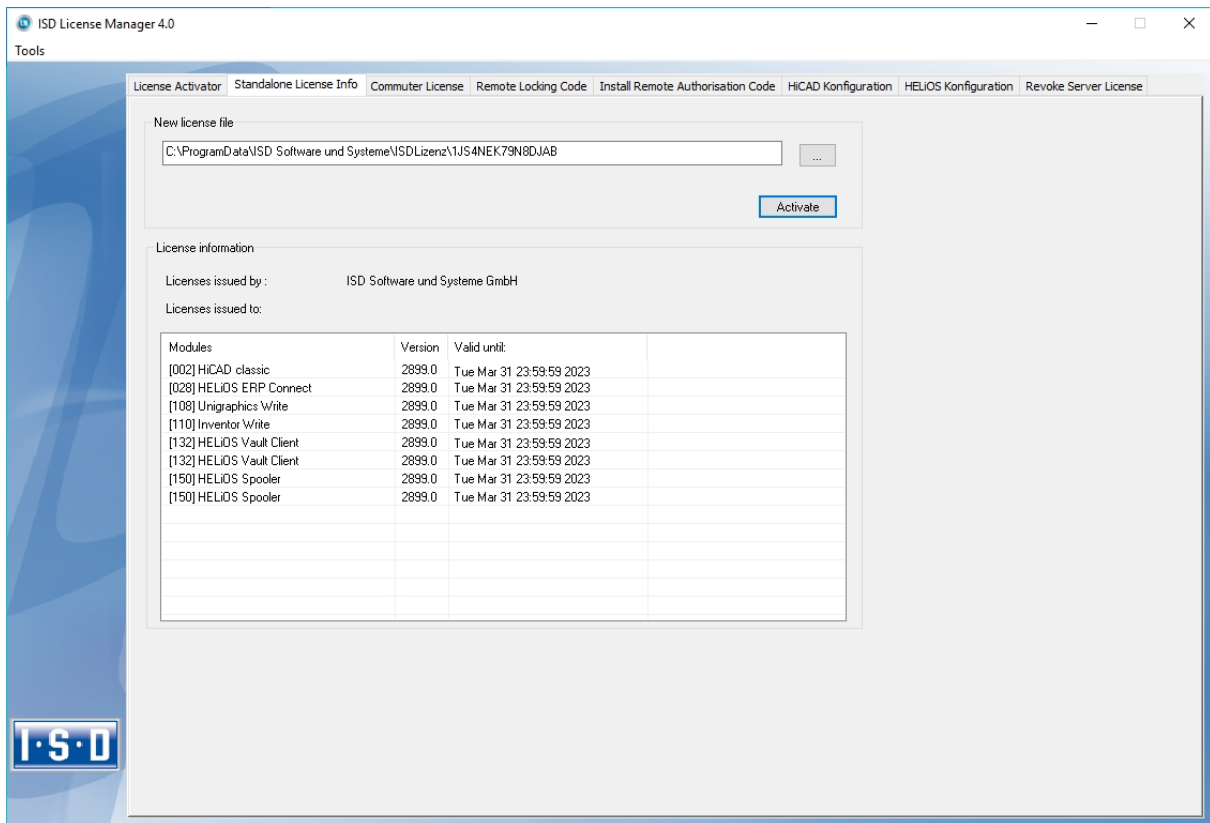 ISD License Manager 4.0
Tools
License Activator Standalone License Info Commuter License Remote Locking Code Install Remote Authorisation Code HiCAD Konfiguration HELiOS Konfiguration Revoke Server License
New license file
C:\ProgramData\ISD Software und Systeme\ISDLizenz\1JS4NEK79N8DJAB
...
Activate
License information
Licenses issued by : ISD Software und Systeme GmbH
Licenses issued to:
Modules Version Valid until:
[002] HiCAD classic 2899.0 Tue Mar 31 23:59:59 2023
[028] HELiOS ERP Connect 2899.0 Tue Mar 31 23:59:59 2023
[108] Unigraphics Write 2899.0 Tue Mar 31 23:59:59 2023
[110] Inventor Write 2899.0 Tue Mar 31 23:59:59 2023
[132] HELiOS Vault Client 2899.0 Tue Mar 31 23:59:59 2023
[132] HELiOS Vault Client 2899.0 Tue Mar 31 23:59:59 2023
[150] HELiOS Spooler 2899.0 Tue Mar 31 23:59:59 2023
[150] HELiOS Spooler 2899.0 Tue Mar 31 23:59:59 2023
I·S·D